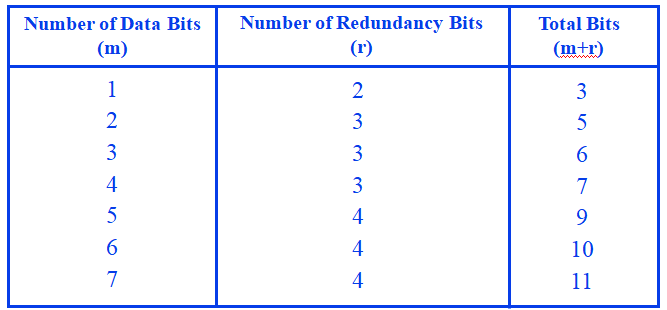 Number of Data Bits Number of Redundancy Bits Total Bits
(m) (r) (m+r)
1 2 3
2 3 5
3 3 6
4 3 7
5 4 9
6 4 10
7 4 11